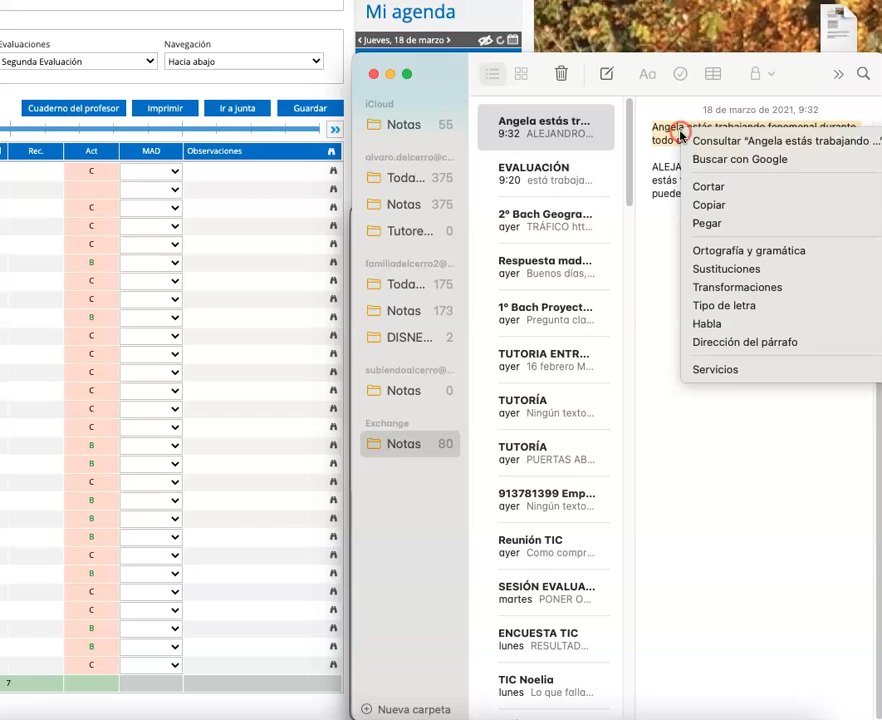 Evaluaciones
Navegación
Segunda Evaluación
Hacia abajo
Cuaderno del profesor
Imprimir
Ir a junta
Guardar
»
Rec.
Act
MAD
Observaciones
C
C
C
C
B
C
C
B
C
C
C
C
C
C
B
B
C
B
B
B
C
B
C
C
B
B
C
7
Mi agenda
Jueves, 18 de marzo
iCloud
Notas 55
alvaro.delcerro@c...
Toda... 375
Notas 375
Tutore... 0
familiadelcerro2@...
Toda... 175
Notas 173
DISNE... 2
subiendoalcerro@...
Notas 0
Exchange
Notas 80
Nueva carpeta
Aa
»
Angela estás tr...
9:32 ALEJANDRO...
EVALUACIÓN
9:20 está trabaja...
2º Bach Geogra...
ayer TRÁFICO htt...
Respuesta mad...
ayer Buenos días,...
1º Bach Proyect...
ayer Pregunta cla...
TUTORIA ENTR...
ayer 16 febrero M...
TUTORÍA
ayer Ningún texto...
TUTORÍA
ayer PUERTAS AB...
913781399 Emp...
ayer Ningún texto...
Reunión TIC
ayer Como compr...
SESIÓN EVALUA...
martes PONER O...
ENCUESTA TIC
lunes RESULTAD...
TIC Noelia
lunes Lo que falla...
18 de marzo de 2021, 9:32
Angela estás trabajando fenomenal durante
todo
ALEJA
estás
puede
Consultar "Angela estás trabajando ..."
Buscar con Google
Cortar
Copiar
Pegar
Ortografía y gramática
Sustituciones
Transformaciones
Tipo de letra
Habla
Dirección del párrafo
Servicios